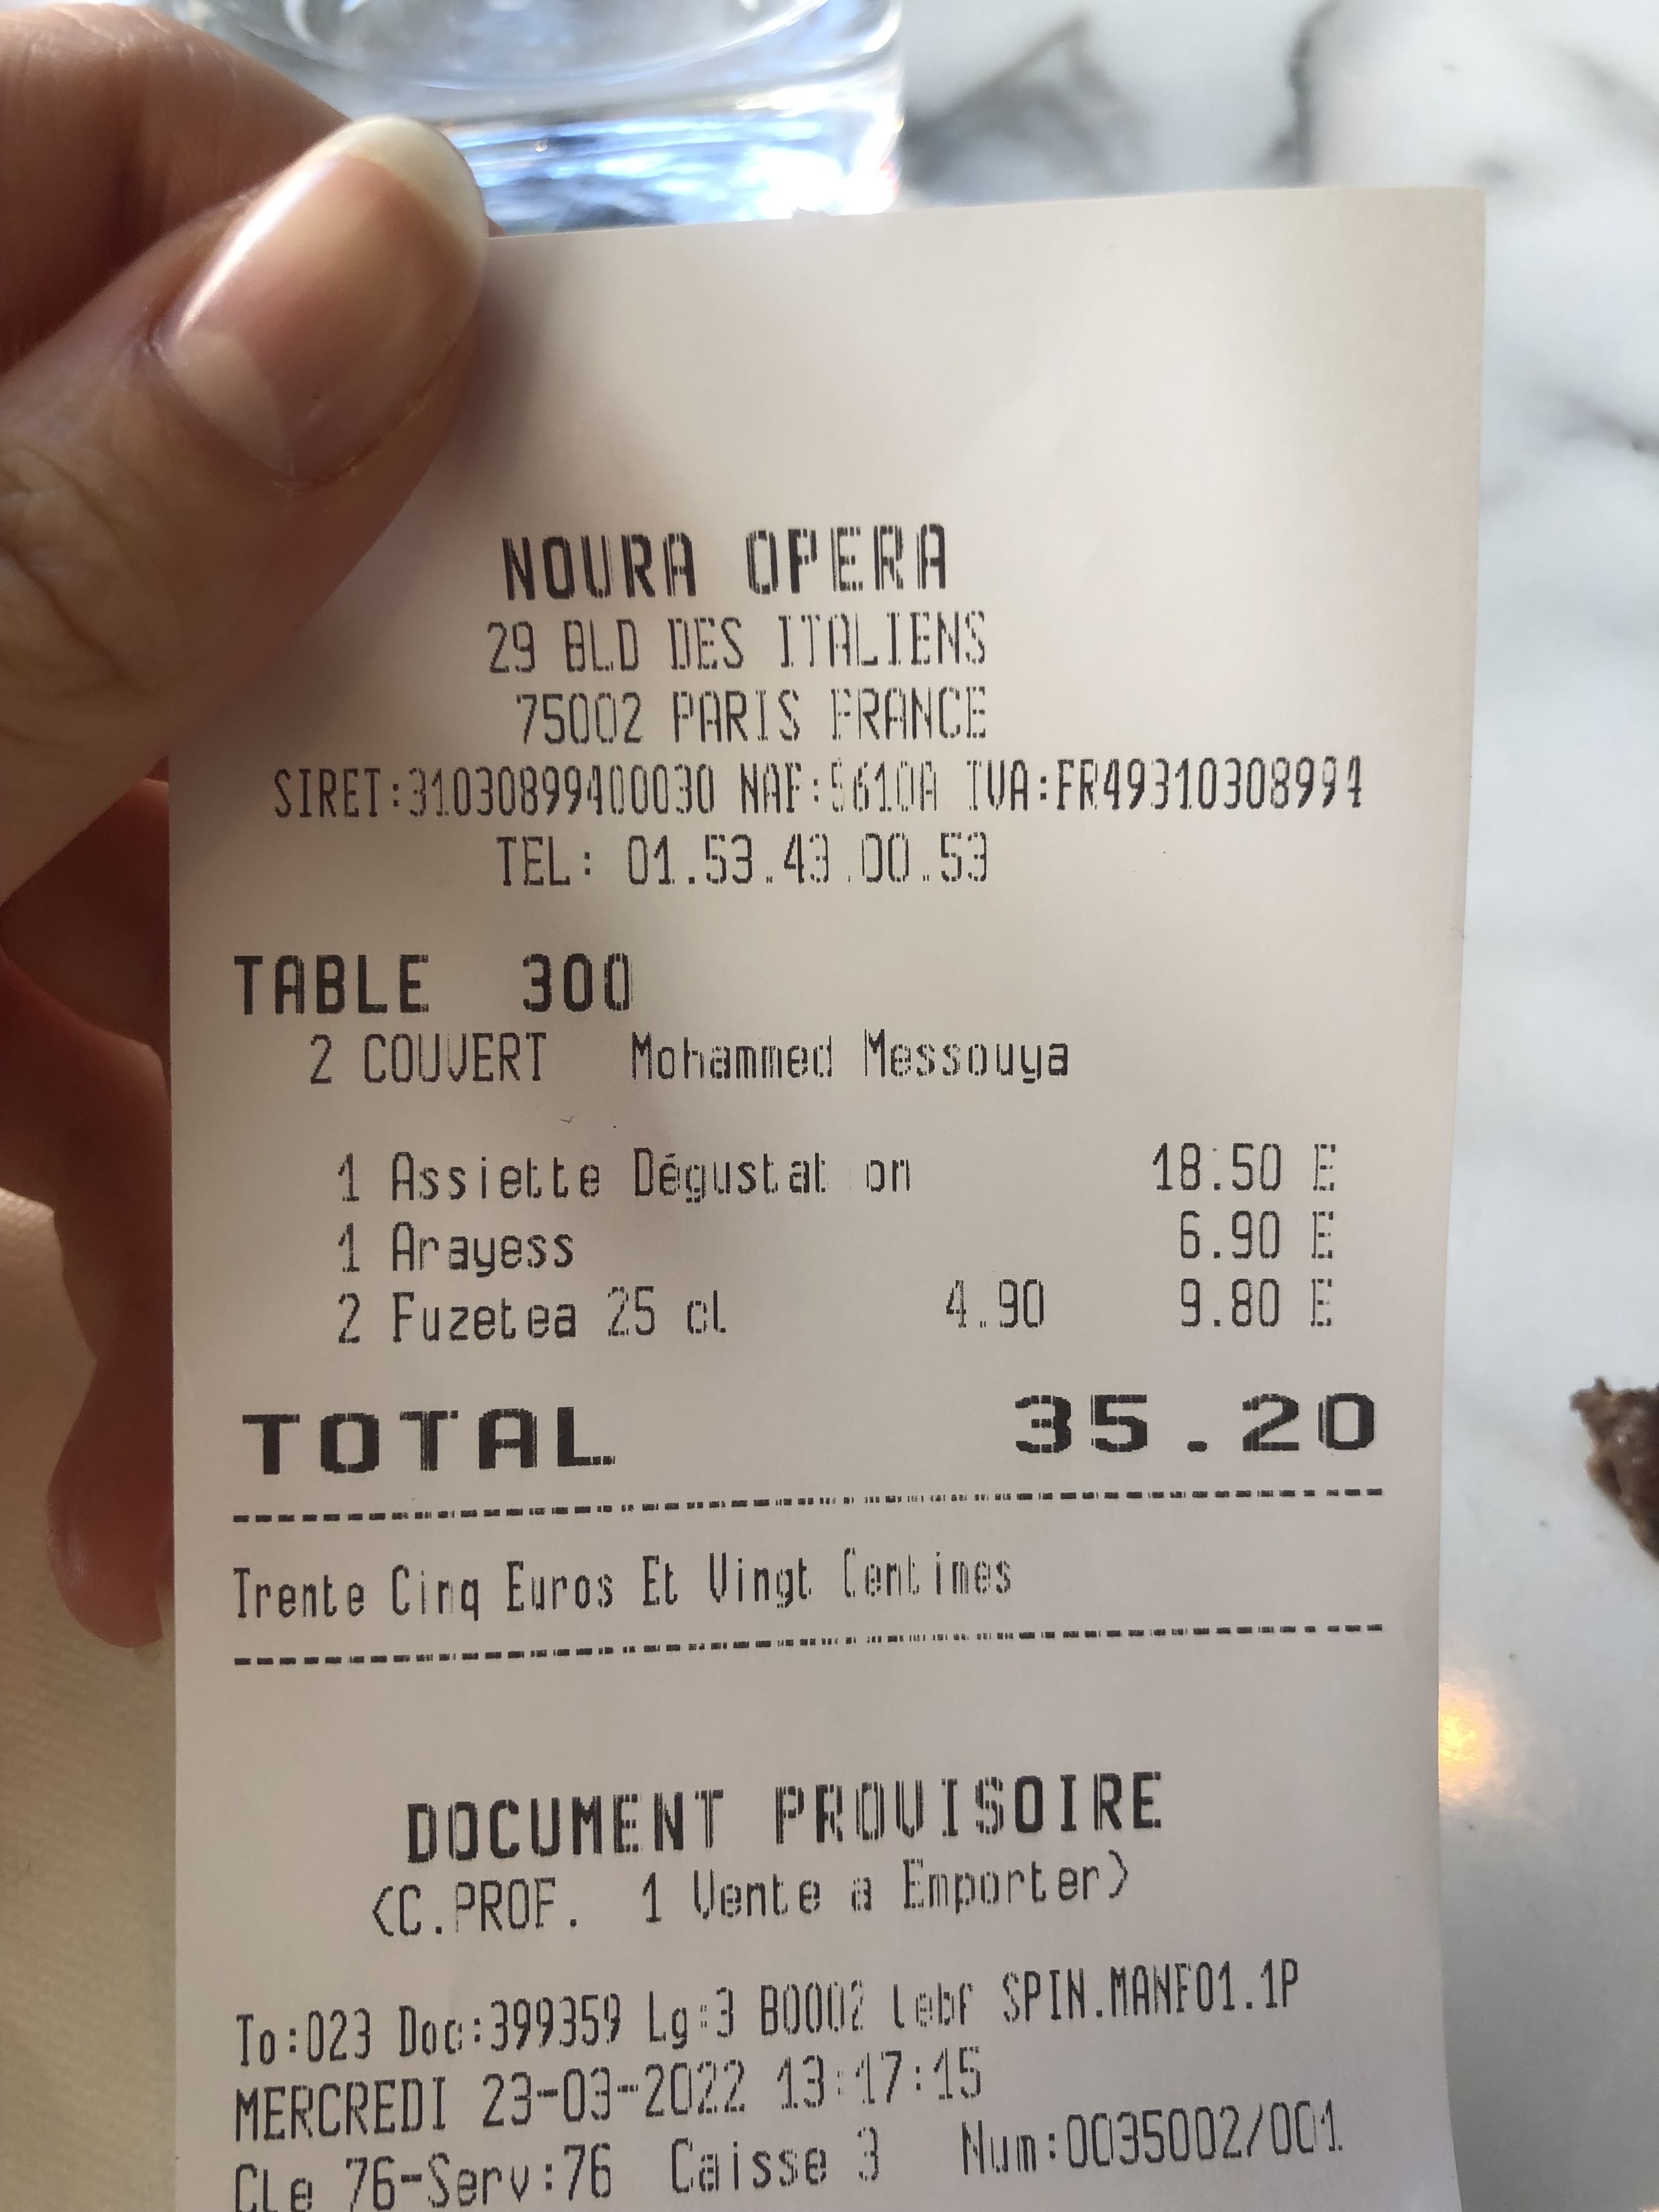 NOURA OPERA
29 BLD DES ITALIENS
75002 PARIS FRANCE
SIRET:31030899400030 NAF:5610A TVA:FR49310308994
TEL: 01.53.43.00.53
TABLE 300
2 COUVERT Mohammed Messouya
1 Assiette Dégustat on 18.50 E
1 Arayess 6.90 E
2 Fuzetea 25 cl 4.90 9.80 E
TOTAL 35.20
Trente Cinq Euros Et Vingt Centimes
DOCUMENT PROVISOIRE
<C.PROF. 1 Vente a Emporter>
To:023 Doc:399359 Lg:3 B0002 lebf SPIN.MANF01.1P
MERCREDI 23-03-2022 13:17:15
Cle 76-Serv:76 Caisse 3 Num:0035002/001